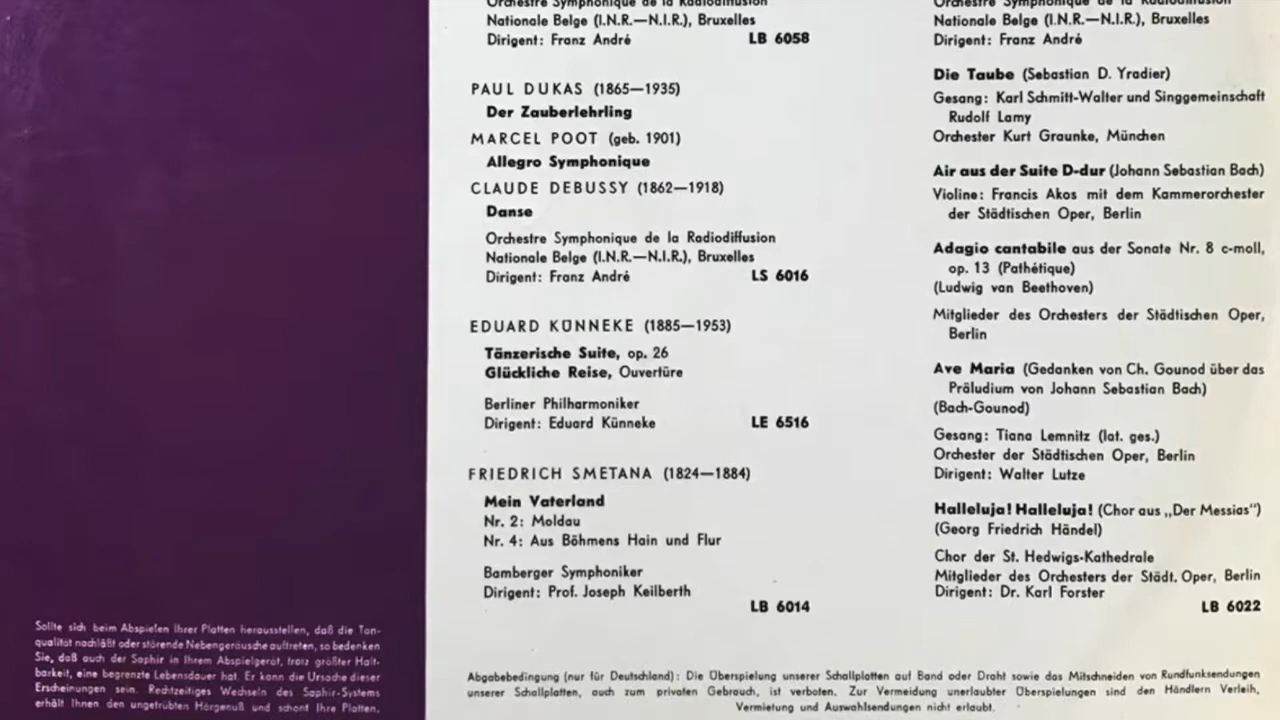 Orchestre Symphonique de la Radiodiffusion
Nationale Belge (I.N.R.—N.I.R.), Bruxelles
Dirigent: Franz André LB 6058
PAUL DUKAS (1865—1935)
Der Zauberlehrling
MARCEL POOT (geb. 1901)
Allegro Symphonique
CLAUDE DEBUSSY (1862—1918)
Danse
Orchestre Symphonique de la Radiodiffusion
Nationale Belge (I.N.R.—N.I.R.), Bruxelles
Dirigent: Franz André LS 6016
EDUARD KÜNNEKE (1885—1953)
Tänzerische Suite, op. 26
Glückliche Reise, Ouvertüre
Berliner Philharmoniker
Dirigent: Eduard Künneke LE 6516
FRIEDRICH SMETANA (1824—1884)
Mein Vaterland
Nr. 2: Moldau
Nr. 4: Aus Böhmens Hain und Flur
Bamberger Symphoniker
Dirigent: Prof. Joseph Keilberth
LB 6014
Orchestre Symphonique de la Radiodiffusion
Nationale Belge (I.N.R.—N.I.R.), Bruxelles
Dirigent: Franz André
Die Taube (Sebastian D. Yradier)
Gesang: Karl Schmitt-Walter und Singgemeinschaft
Rudolf Lamy
Orchester Kurt Graunke, München
Air aus der Suite D-dur (Johann Sebastian Bach)
Violine: Francis Akos mit dem Kammerorchester
der Städtischen Oper, Berlin
Adagio cantabile aus der Sonate Nr. 8 c-moll,
op. 13 (Pathétique)
(Ludwig van Beethoven)
Mitglieder des Orchesters der Städtischen Oper,
Berlin
Ave Maria (Gedanken von Ch. Gounod über das
Präludium von Johann Sebastian Bach)
(Bach-Gounod)
Gesang: Tiana Lemnitz (lat. ges.)
Orchester der Städtischen Oper, Berlin
Dirigent: Walter Lutze
Halleluja! Halleluja! (Chor aus „Der Messias")
(Georg Friedrich Händel)
Chor der St. Hedwigs-Kathedrale
Mitglieder des Orchesters der Städt. Oper, Berlin
Dirigent: Dr. Karl Forster
LB 6022
Sollte sich beim Abspielen Ihrer Platten herausstellen, daß die Ton-
qualität nachläßt oder störende Nebengeräusche auftreten, so bedenken
Sie, daß auch der Saphir in Ihrem Abspielgerät, trotz größter Halt-
barkeit, eine begrenzte Lebensdauer hat. Er kann die Ursache dieser
Erscheinungen sein. Rechtzeitiges Wechseln des Saphir-Systems
erhält Ihnen den ungetrübten Hörgenuß und schont Ihre Platten.
Abgabebedingung (nur für Deutschland): Die Überspielung unserer Schallplatten auf Band oder Draht sowie das Mitschneiden von Rundfunksendungen
unserer Schallplatten, auch zum privaten Gebrauch, ist verboten. Zur Vermeidung unerlaubter Überspielungen sind den Händlern Verleih,
Vermietung und Auswahlsendungen nicht erlaubt.